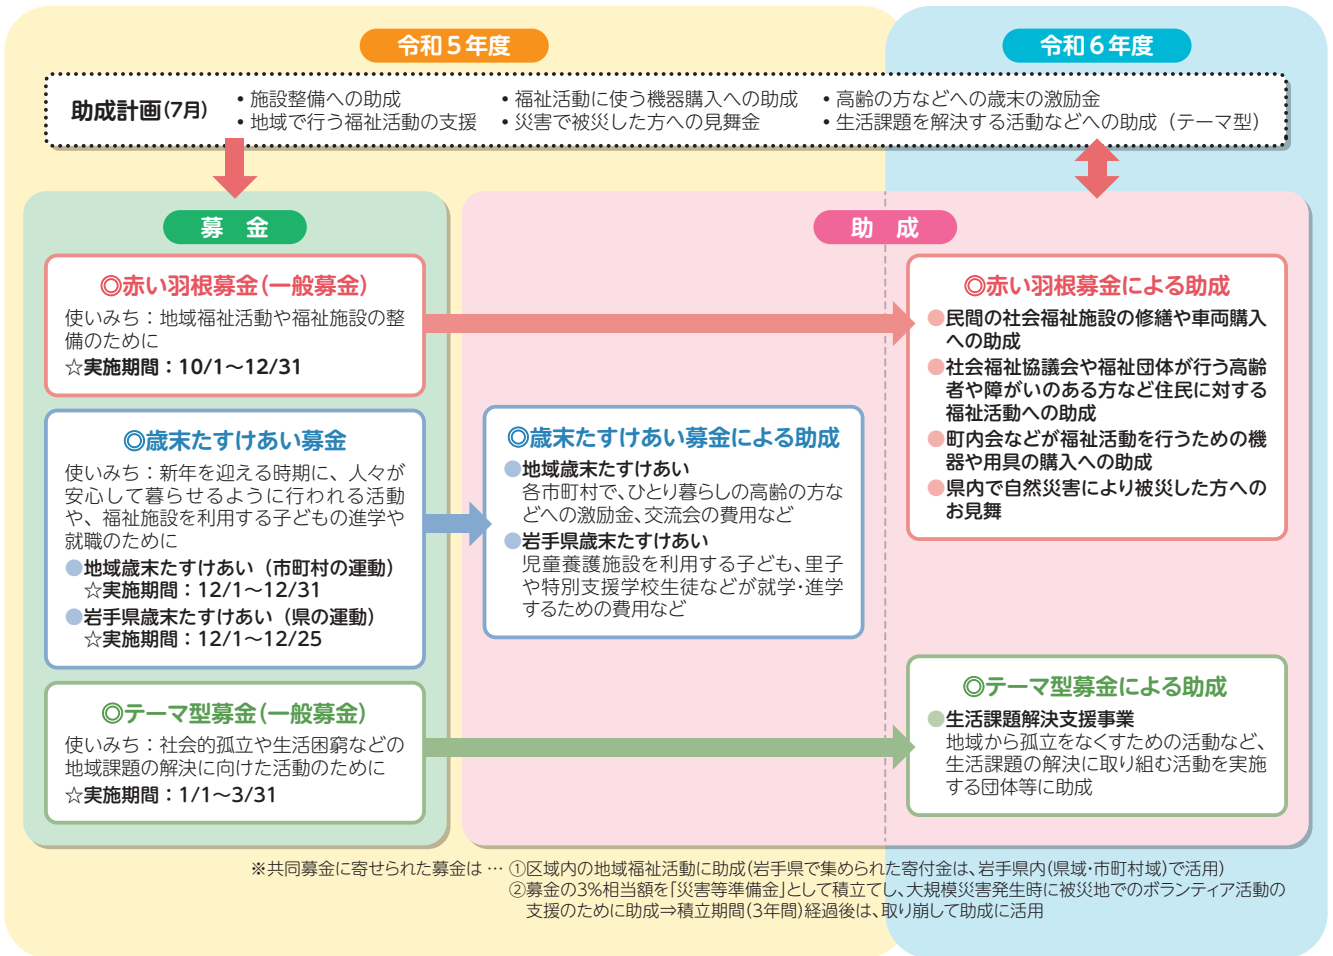 令和5年度
令和6年度
助成計画(7月)
• 施設整備への助成
• 地域で行う福祉活動の支援
• 福祉活動に使う機器購入への助成
• 災害で被災した方への見舞金
• 高齢の方などへの歳末の激励金
• 生活課題を解決する活動などへの助成（テーマ型）
募　金
◎赤い羽根募金(一般募金)
使いみち：地域福祉活動や福祉施設の整
備のために
☆実施期間：10/1〜12/31
◎歳末たすけあい募金
使いみち：新年を迎える時期に、人々が
安心して暮らせるように行われる活動
や、福祉施設を利用する子どもの進学や
就職のために
●地域歳末たすけあい（市町村の運動）
☆実施期間：12/1〜12/31
●岩手県歳末たすけあい（県の運動）
☆実施期間：12/1〜12/25
◎テーマ型募金(一般募金)
使いみち：社会的孤立や生活困窮などの
地域課題の解決に向けた活動のために
☆実施期間：1/1〜3/31
助　成
◎歳末たすけあい募金による助成
●地域歳末たすけあい
各市町村で、ひとり暮らしの高齢の方な
どへの激励金、交流会の費用など
●岩手県歳末たすけあい
児童養護施設を利用する子ども、里子
や特別支援学校生徒などが就学・進学
するための費用など
◎赤い羽根募金による助成
●民間の社会福祉施設の修繕や車両購入
への助成
●社会福祉協議会や福祉団体が行う高齢
者や障がいのある方など住民に対する
福祉活動への助成
●町内会などが福祉活動を行うための機
器や用具の購入への助成
●県内で自然災害により被災した方への
お見舞
◎テーマ型募金による助成
●生活課題解決支援事業
地域から孤立をなくすための活動など、
生活課題の解決に取り組む活動を実施
する団体等に助成
※共同募金に寄せられた募金は … ①区域内の地域福祉活動に助成(岩手県で集められた寄付金は、岩手県内(県域・市町村域)で活用)
②募金の3%相当額を「災害等準備金」として積立てし、大規模災害発生時に被災地でのボランティア活動の
支援のために助成⇒積立期間(3年間)経過後は、取り崩して助成に活用